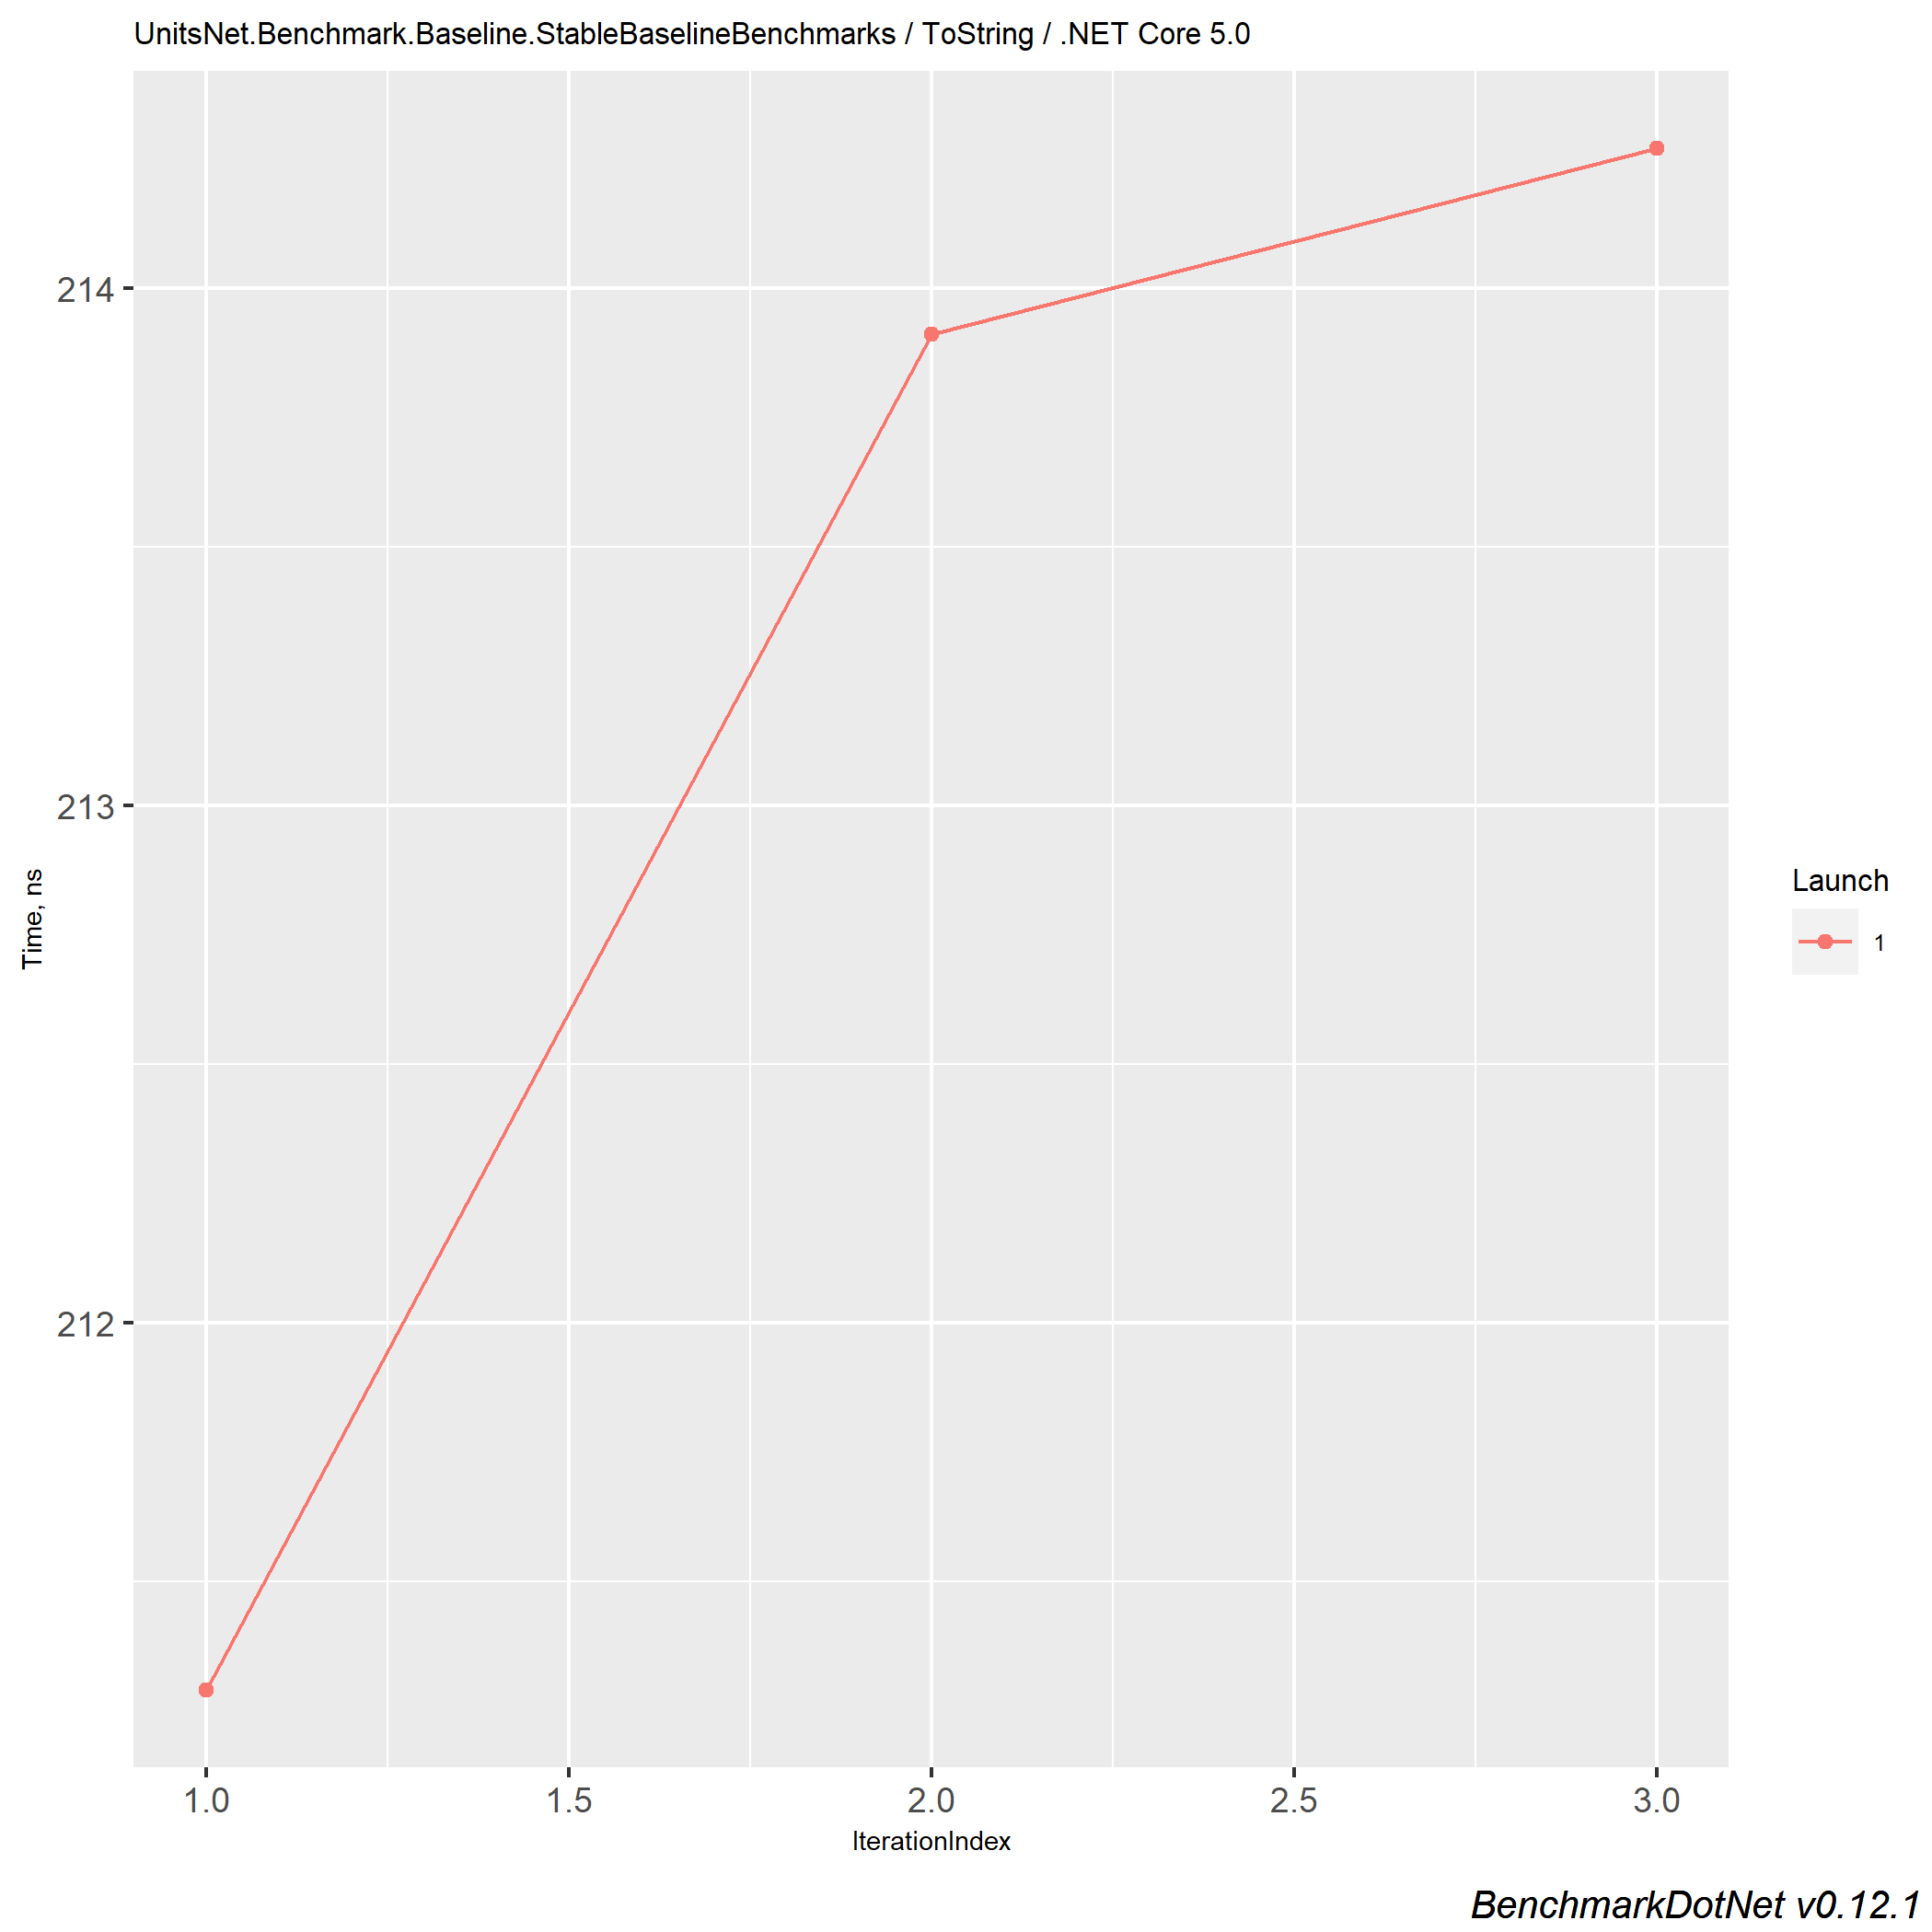 UnitsNet.Benchmark.Baseline.StableBaselineBenchmarks / ToString / .NET Core 5.0
214
213
212
Time, ns
1.0 1.5 2.0 2.5 3.0
IterationIndex
Launch
1
BenchmarkDotNet v0.12.1